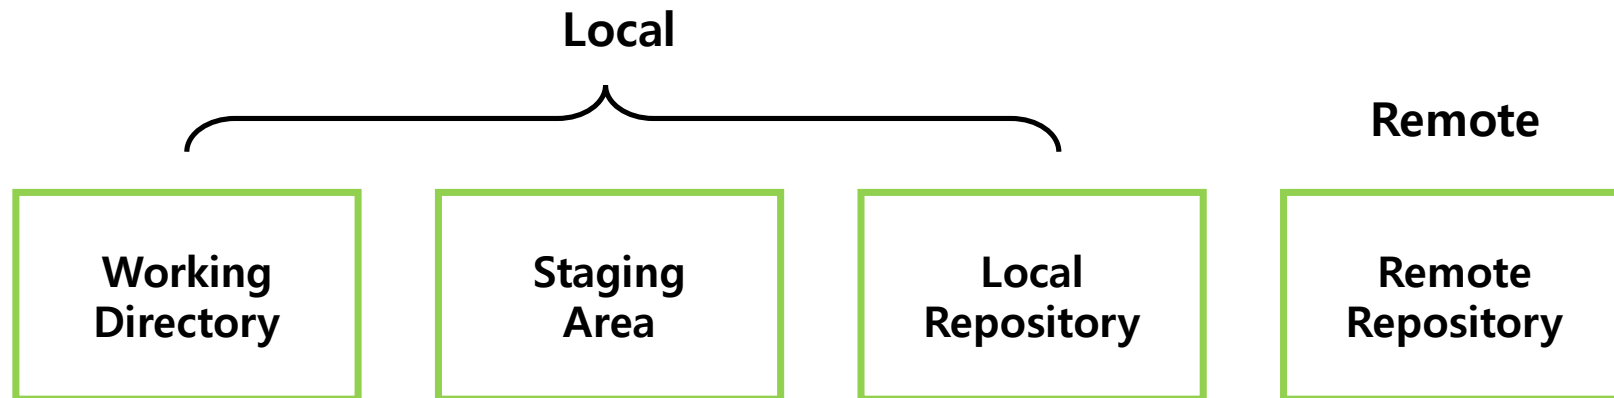 Local
Remote
Working
Directory
Staging
Area
Local
Repository
Remote
Repository